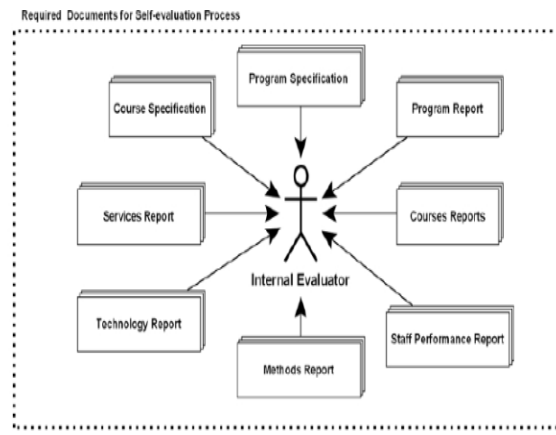 Required Documents for Self-evaluation Process
Program Specification
Course Specification
Program Report
Services Report
Courses Reports
Internal Evaluator
Technology Report
Staff Performance Report
Methods Report